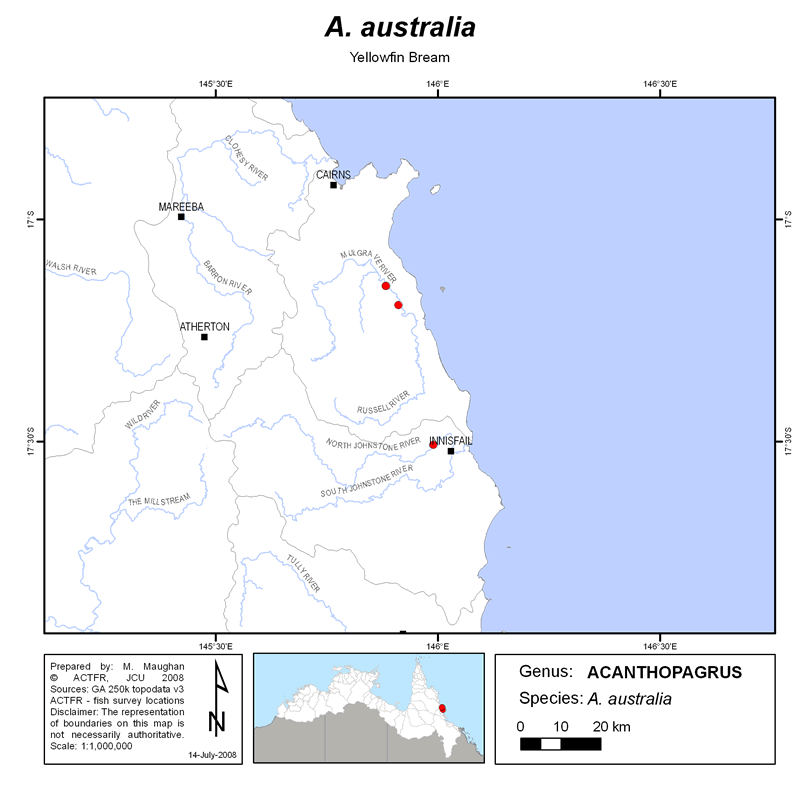 A. australia
Yellowfin Bream
145°30'E
146°E
146°30'E
CLOHESY RIVER
CAIRNS
MAREEBA
17°S
17°S
MULGRAVE RIVER
WALSH RIVER
BARRON RIVER
ATHERTON
RUSSELL RIVER
WILD RIVER
NORTH JOHNSTONE RIVER
INNISFAIL
17°30'S
17°30'S
SOUTH JOHNSTONE RIVER
THE MILLSTREAM
TULLY RIVER
145°30'E
146°E
146°30'E
Prepared by: M. Maughan
© ACTFR, JCU 2008
Sources: GA 250k topodata v3
ACTFR - fish survey locations
Disclaimer: The representation
of boundaries on this map is
not necessarily authoritative.
Scale: 1:1,000,000
N
14-July-2008
Genus: ACANTHOPAGRUS
Species: A. australia
0 10 20 km